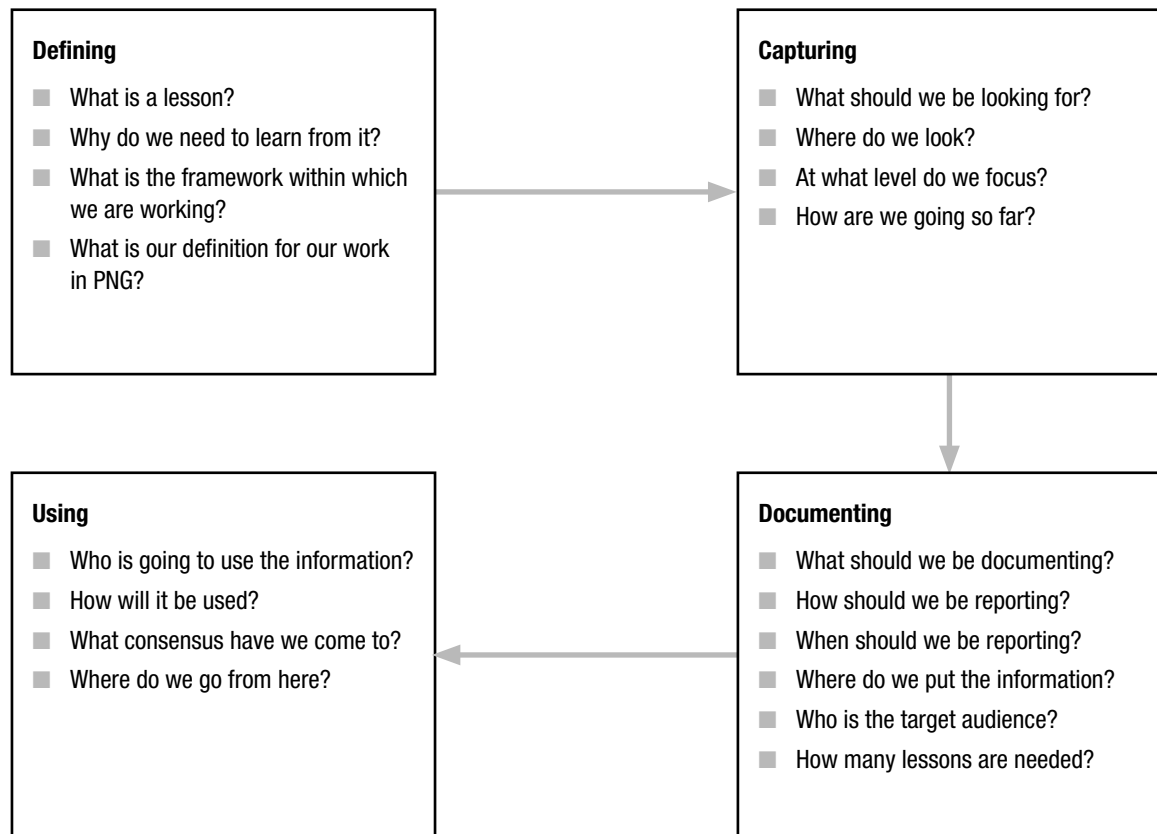 Defining
What is a lesson?
Why do we need to learn from it?
What is the framework within which
we are working?
What is our definition for our work
in PNG?
Capturing
What should we be looking for?
Where do we look?
At what level do we focus?
How are we going so far?
Using
Who is going to use the information?
How will it be used?
What consensus have we come to?
Where do we go from here?
Documenting
What should we be documenting?
How should we be reporting?
When should we be reporting?
Where do we put the information?
Who is the target audience?
How many lessons are needed?